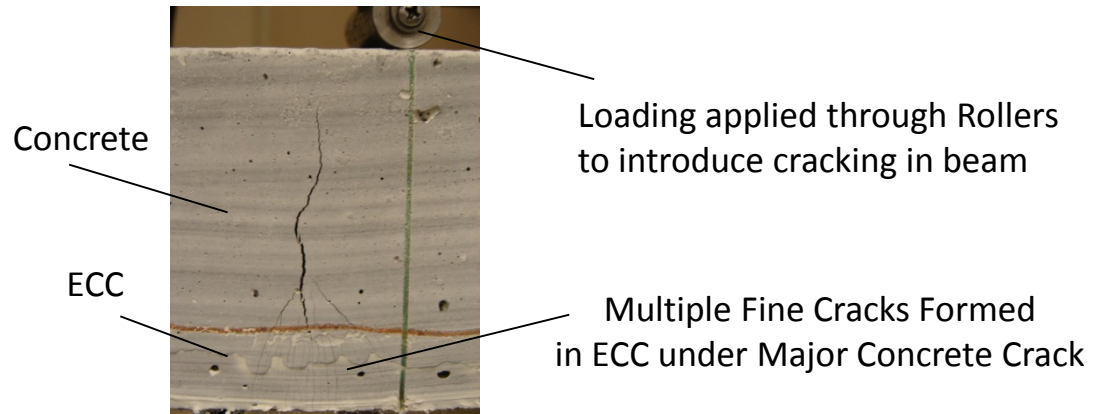 Concrete
Loading applied through Rollers
to introduce cracking in beam
ECC
Multiple Fine Cracks Formed
in ECC under Major Concrete Crack